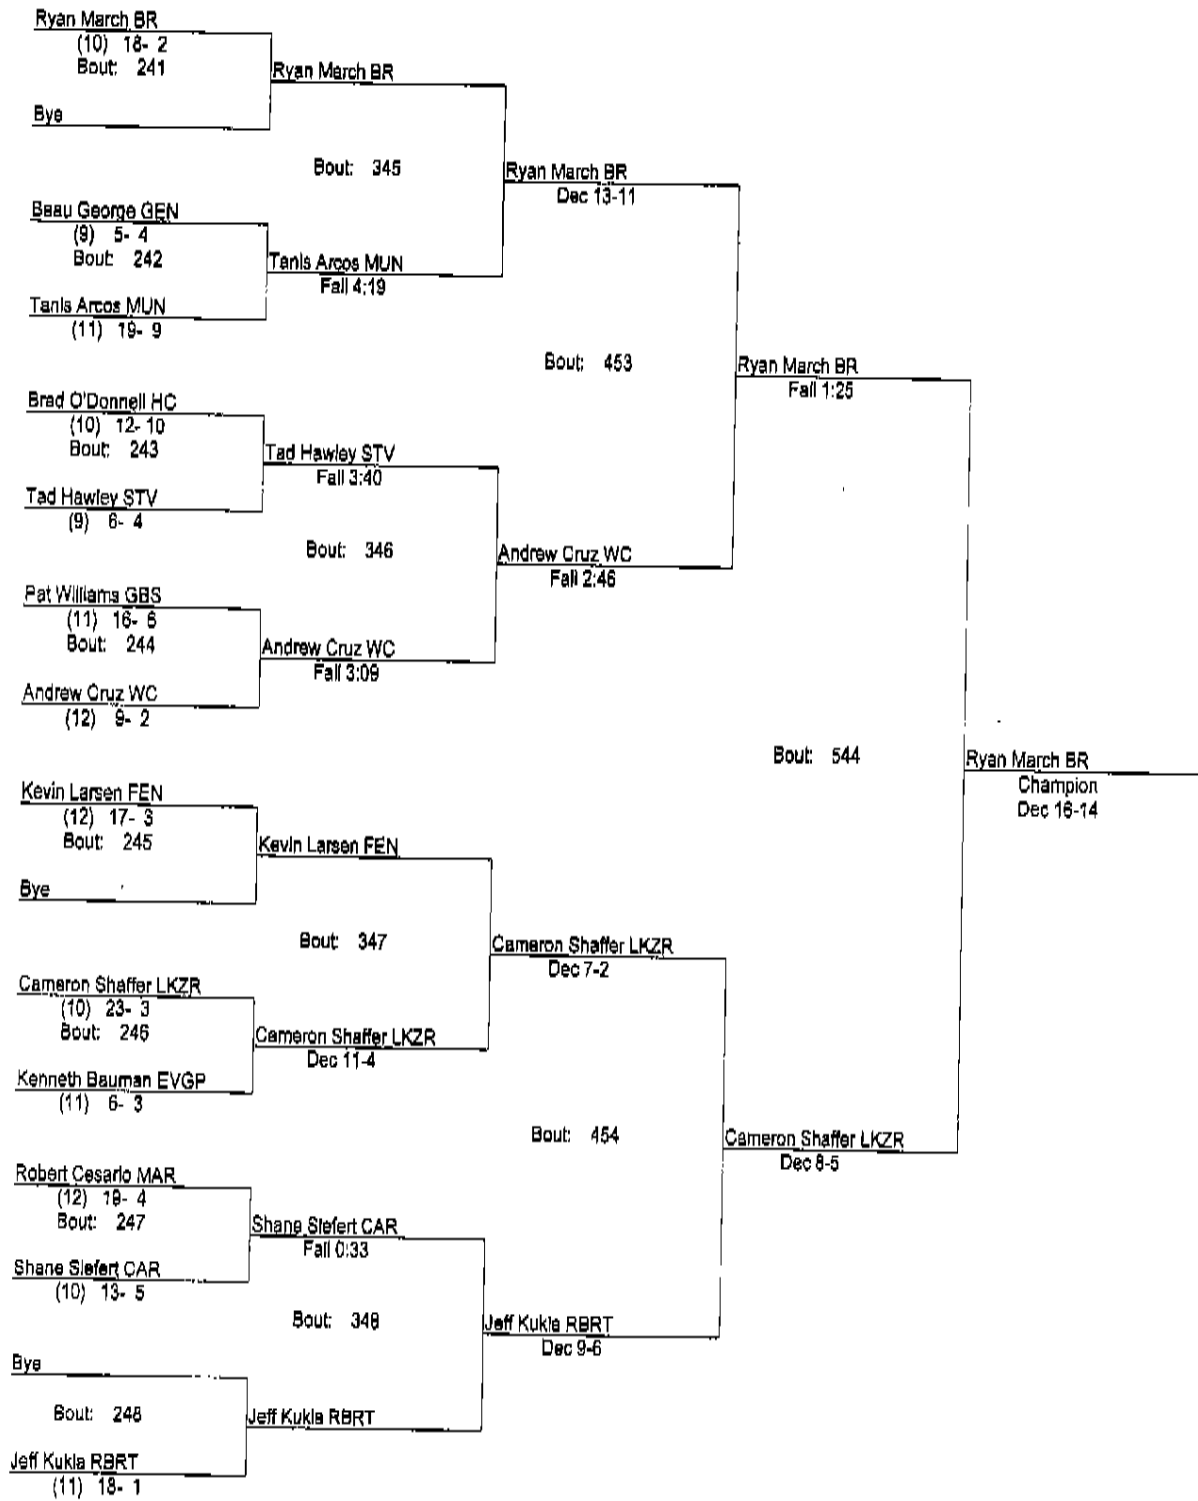 Ryan March BR
(10) 18- 2
Bout: 241
Ryan March BR
Bye
Bout: 345
Ryan March BR
Dec 13-11
Beau George GEN
(9) 5- 4
Bout: 242
Tanis Arcos MUN
Fall 4:19
Tanis Arcos MUN
(11) 19- 9
Bout: 453
Ryan March BR
Fall 1:25
Brad O'Donnell HC
(10) 12- 10
Bout: 243
Tad Hawley STV
Fall 3:40
Tad Hawley STV
(9) 6- 4
Bout: 346
Andrew Cruz WC
Fall 2:46
Pat Williams GBS
(11) 16- 6
Bout: 244
Andrew Cruz WC
Fall 3:09
Andrew Cruz WC
(12) 9- 2
Bout: 544
Ryan March BR
Champion
Dec 16-14
Kevin Larsen FEN
(12) 17- 3
Bout: 245
Kevin Larsen FEN
Bye
Bout: 347
Cameron Shaffer LKZR
Dec 7-2
Cameron Shaffer LKZR
(10) 23- 3
Bout: 246
Cameron Shaffer LKZR
Dec 11-4
Kenneth Bauman EVGP
(11) 6- 3
Bout: 454
Cameron Shaffer LKZR
Dec 8-5
Robert Cesario MAR
(12) 19- 4
Bout: 247
Shane Siefert CAR
Fall 0:33
Shane Siefert CAR
(10) 13- 5
Bout: 348
Jeff Kukla RBRT
Dec 9-6
Bye
Bout: 248
Jeff Kukla RBRT
Jeff Kukla RBRT
(11) 18- 1